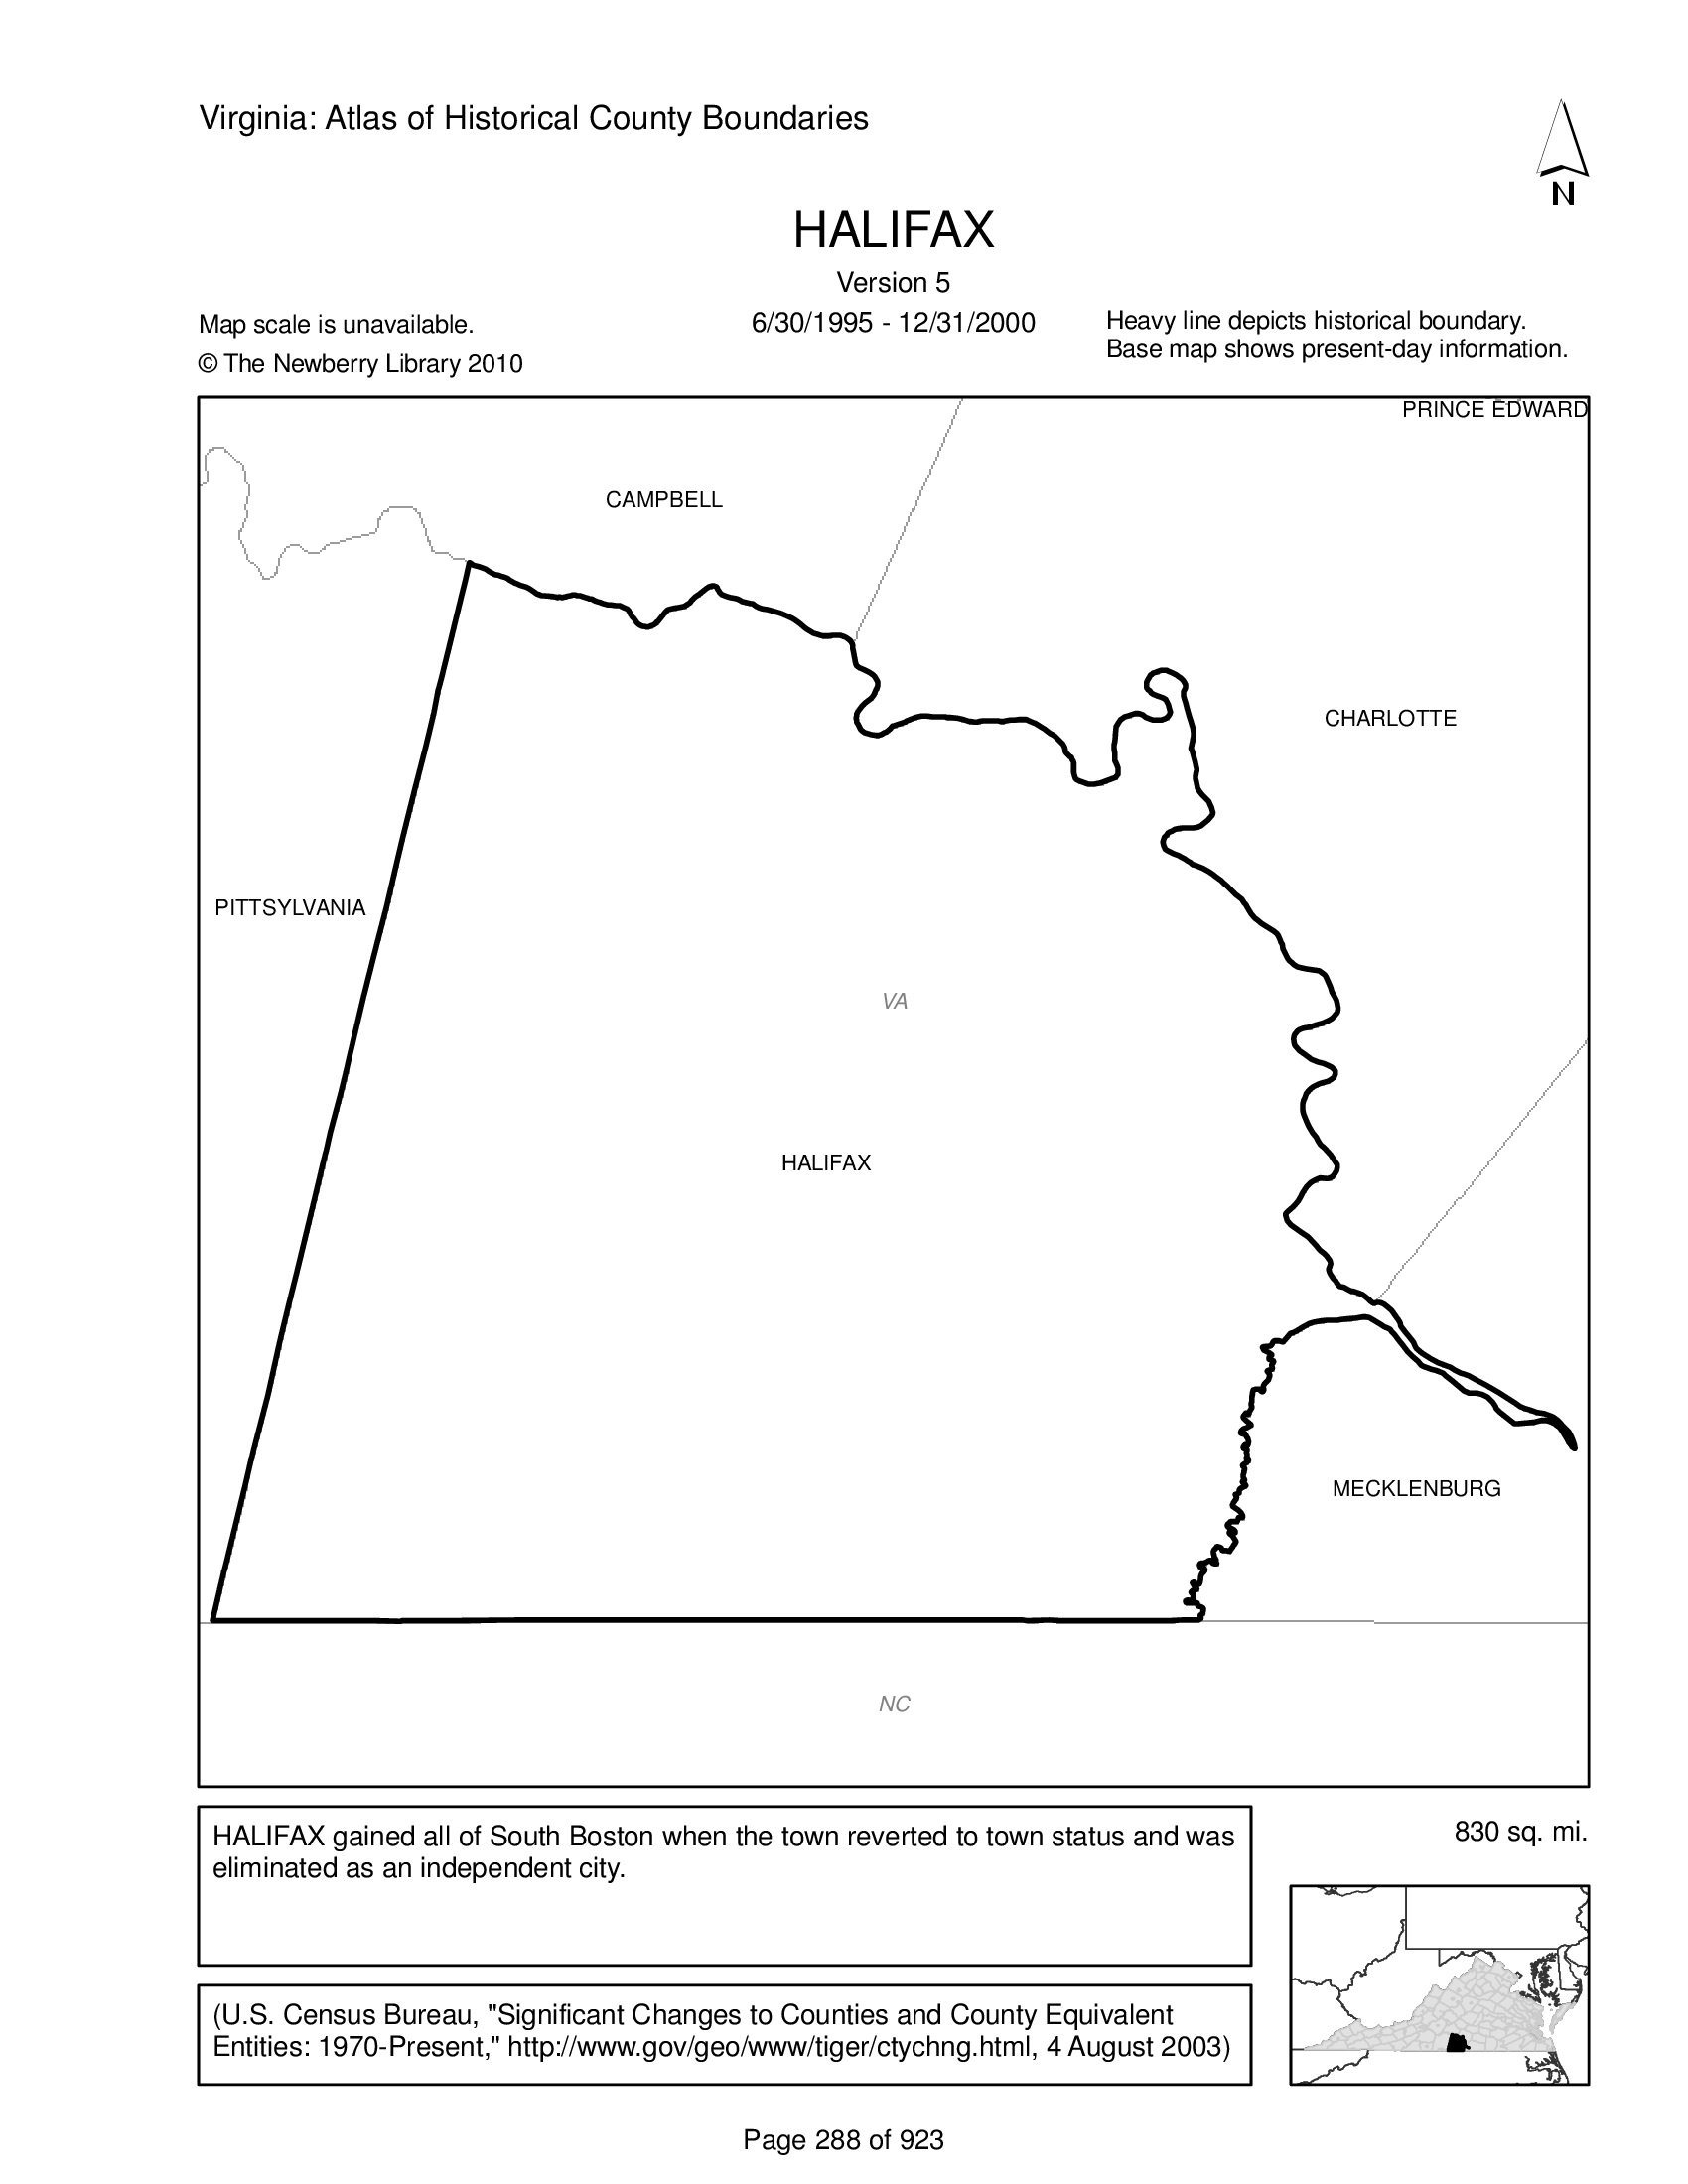 Virginia: Atlas of Historical County Boundaries
N
HALIFAX
Version 5
6/30/1995 - 12/31/2000
Map scale is unavailable.
© The Newberry Library 2010
Heavy line depicts historical boundary.
Base map shows present-day information.
PRINCE EDWARD
CAMPBELL
CHARLOTTE
PITTSYLVANIA
VA
HALIFAX
MECKLENBURG
NC
HALIFAX gained all of South Boston when the town reverted to town status and was
eliminated as an independent city.
830 sq. mi.
(U.S. Census Bureau, "Significant Changes to Counties and County Equivalent
Entities: 1970-Present," http://www.gov/geo/www/tiger/ctychng.html, 4 August 2003)
Page 288 of 923